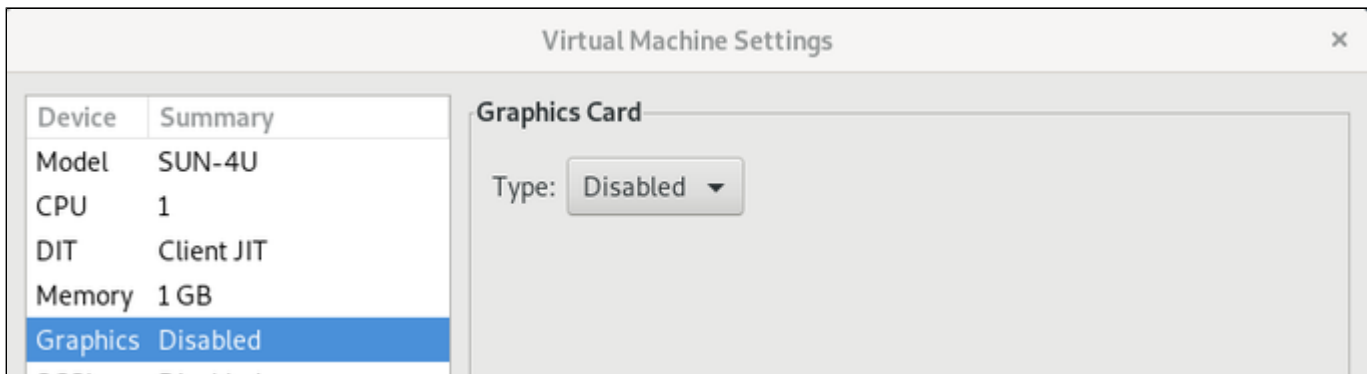 Virtual Machine Settings ×
Device Summary
Model SUN-4U
CPU 1
DIT Client JIT
Memory 1 GB
Graphics Disabled
Graphics Card
Type: Disabled